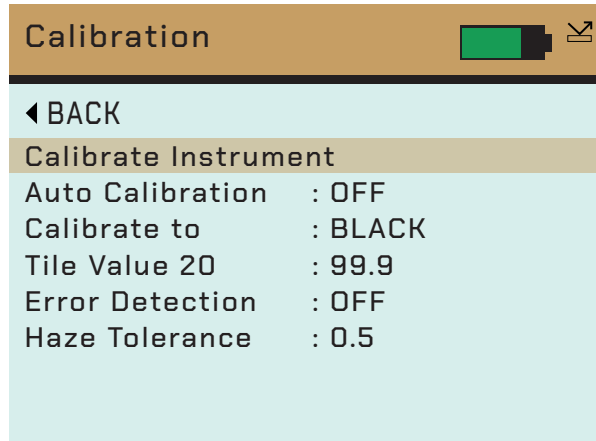 Calibration
BACK
Calibrate Instrument
Auto Calibration : OFF
Calibrate to : BLACK
Tile Value 20 : 99.9
Error Detection : OFF
Haze Tolerance : 0.5